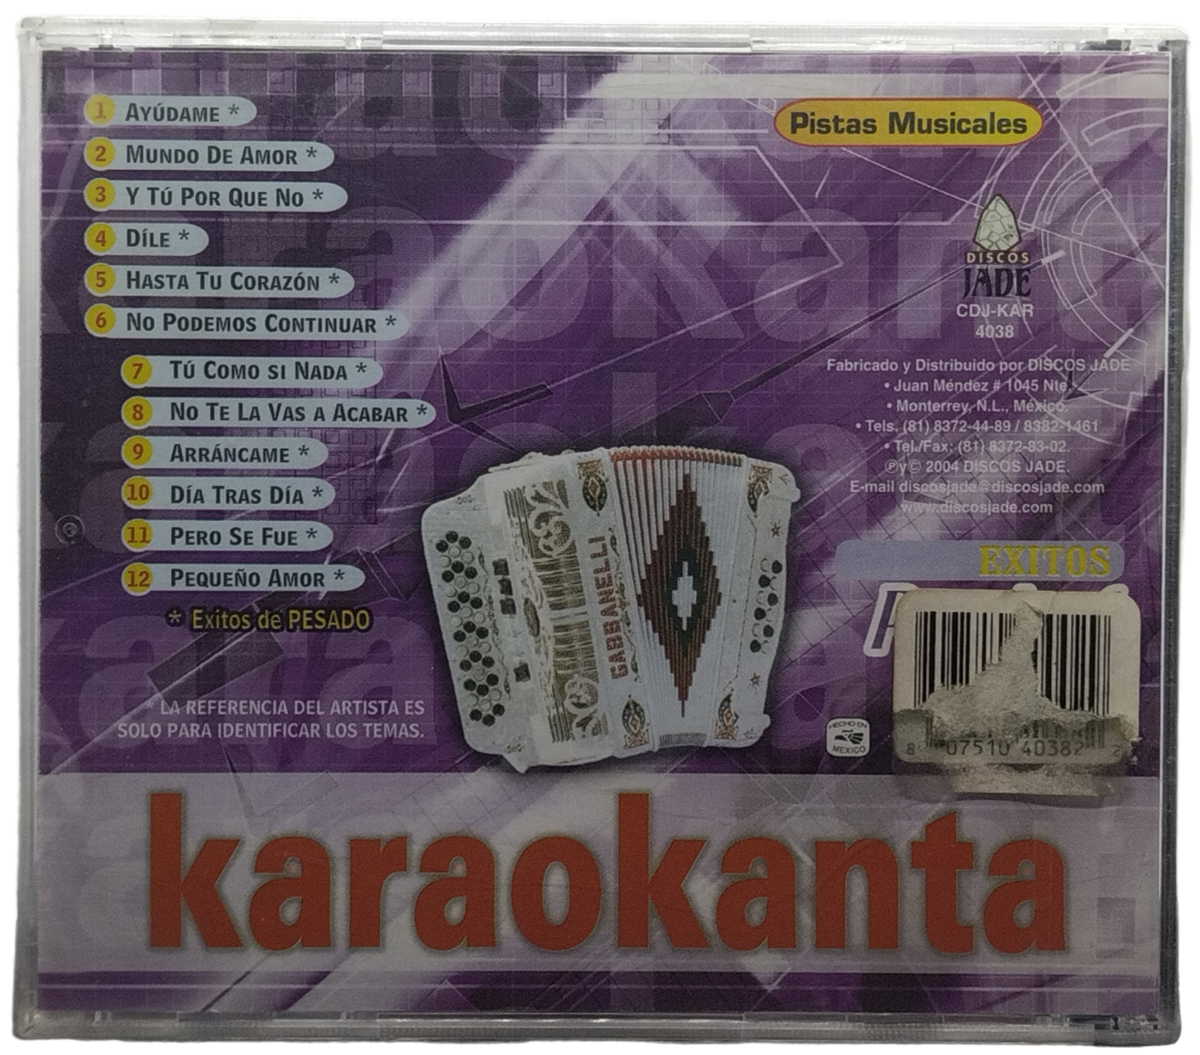 1 AYÚDAME *
2 MUNDO DE AMOR *
3 Y TÚ POR QUE NO *
4 DÍLE *
5 HASTA TU CORAZÓN *
6 NO PODEMOS CONTINUAR *
7 TÚ COMO SI NADA *
8 NO TE LA VAS A ACABAR *
9 ARRÁNCAME *
10 DÍA TRAS DÍA *
11 PERO SE FUE *
12 PEQUEÑO AMOR *
* Exitos de PESADO
* LA REFERENCIA DEL ARTISTA ES
SOLO PARA IDENTIFICAR LOS TEMAS.
Pistas Musicales
DISCOS
JADE
CDJ-KAR
4038
Fabricado y Distribuido por DISCOS JADE
• Juan Méndez # 1045 Nte.
• Monterrey, N.L., México.
• Tels. (81) 8372-44-89 / 8382-1461
• Tel./Fax: (81) 8372-83-02
Ⓟy© 2004 DISCOS JADE.
E-mail discosjade@discosjade.com
www.discosjade.com
EXITOS
GABBANELLI
HECHO EN
MEXICO
8 07510 40382 2
karaokanta